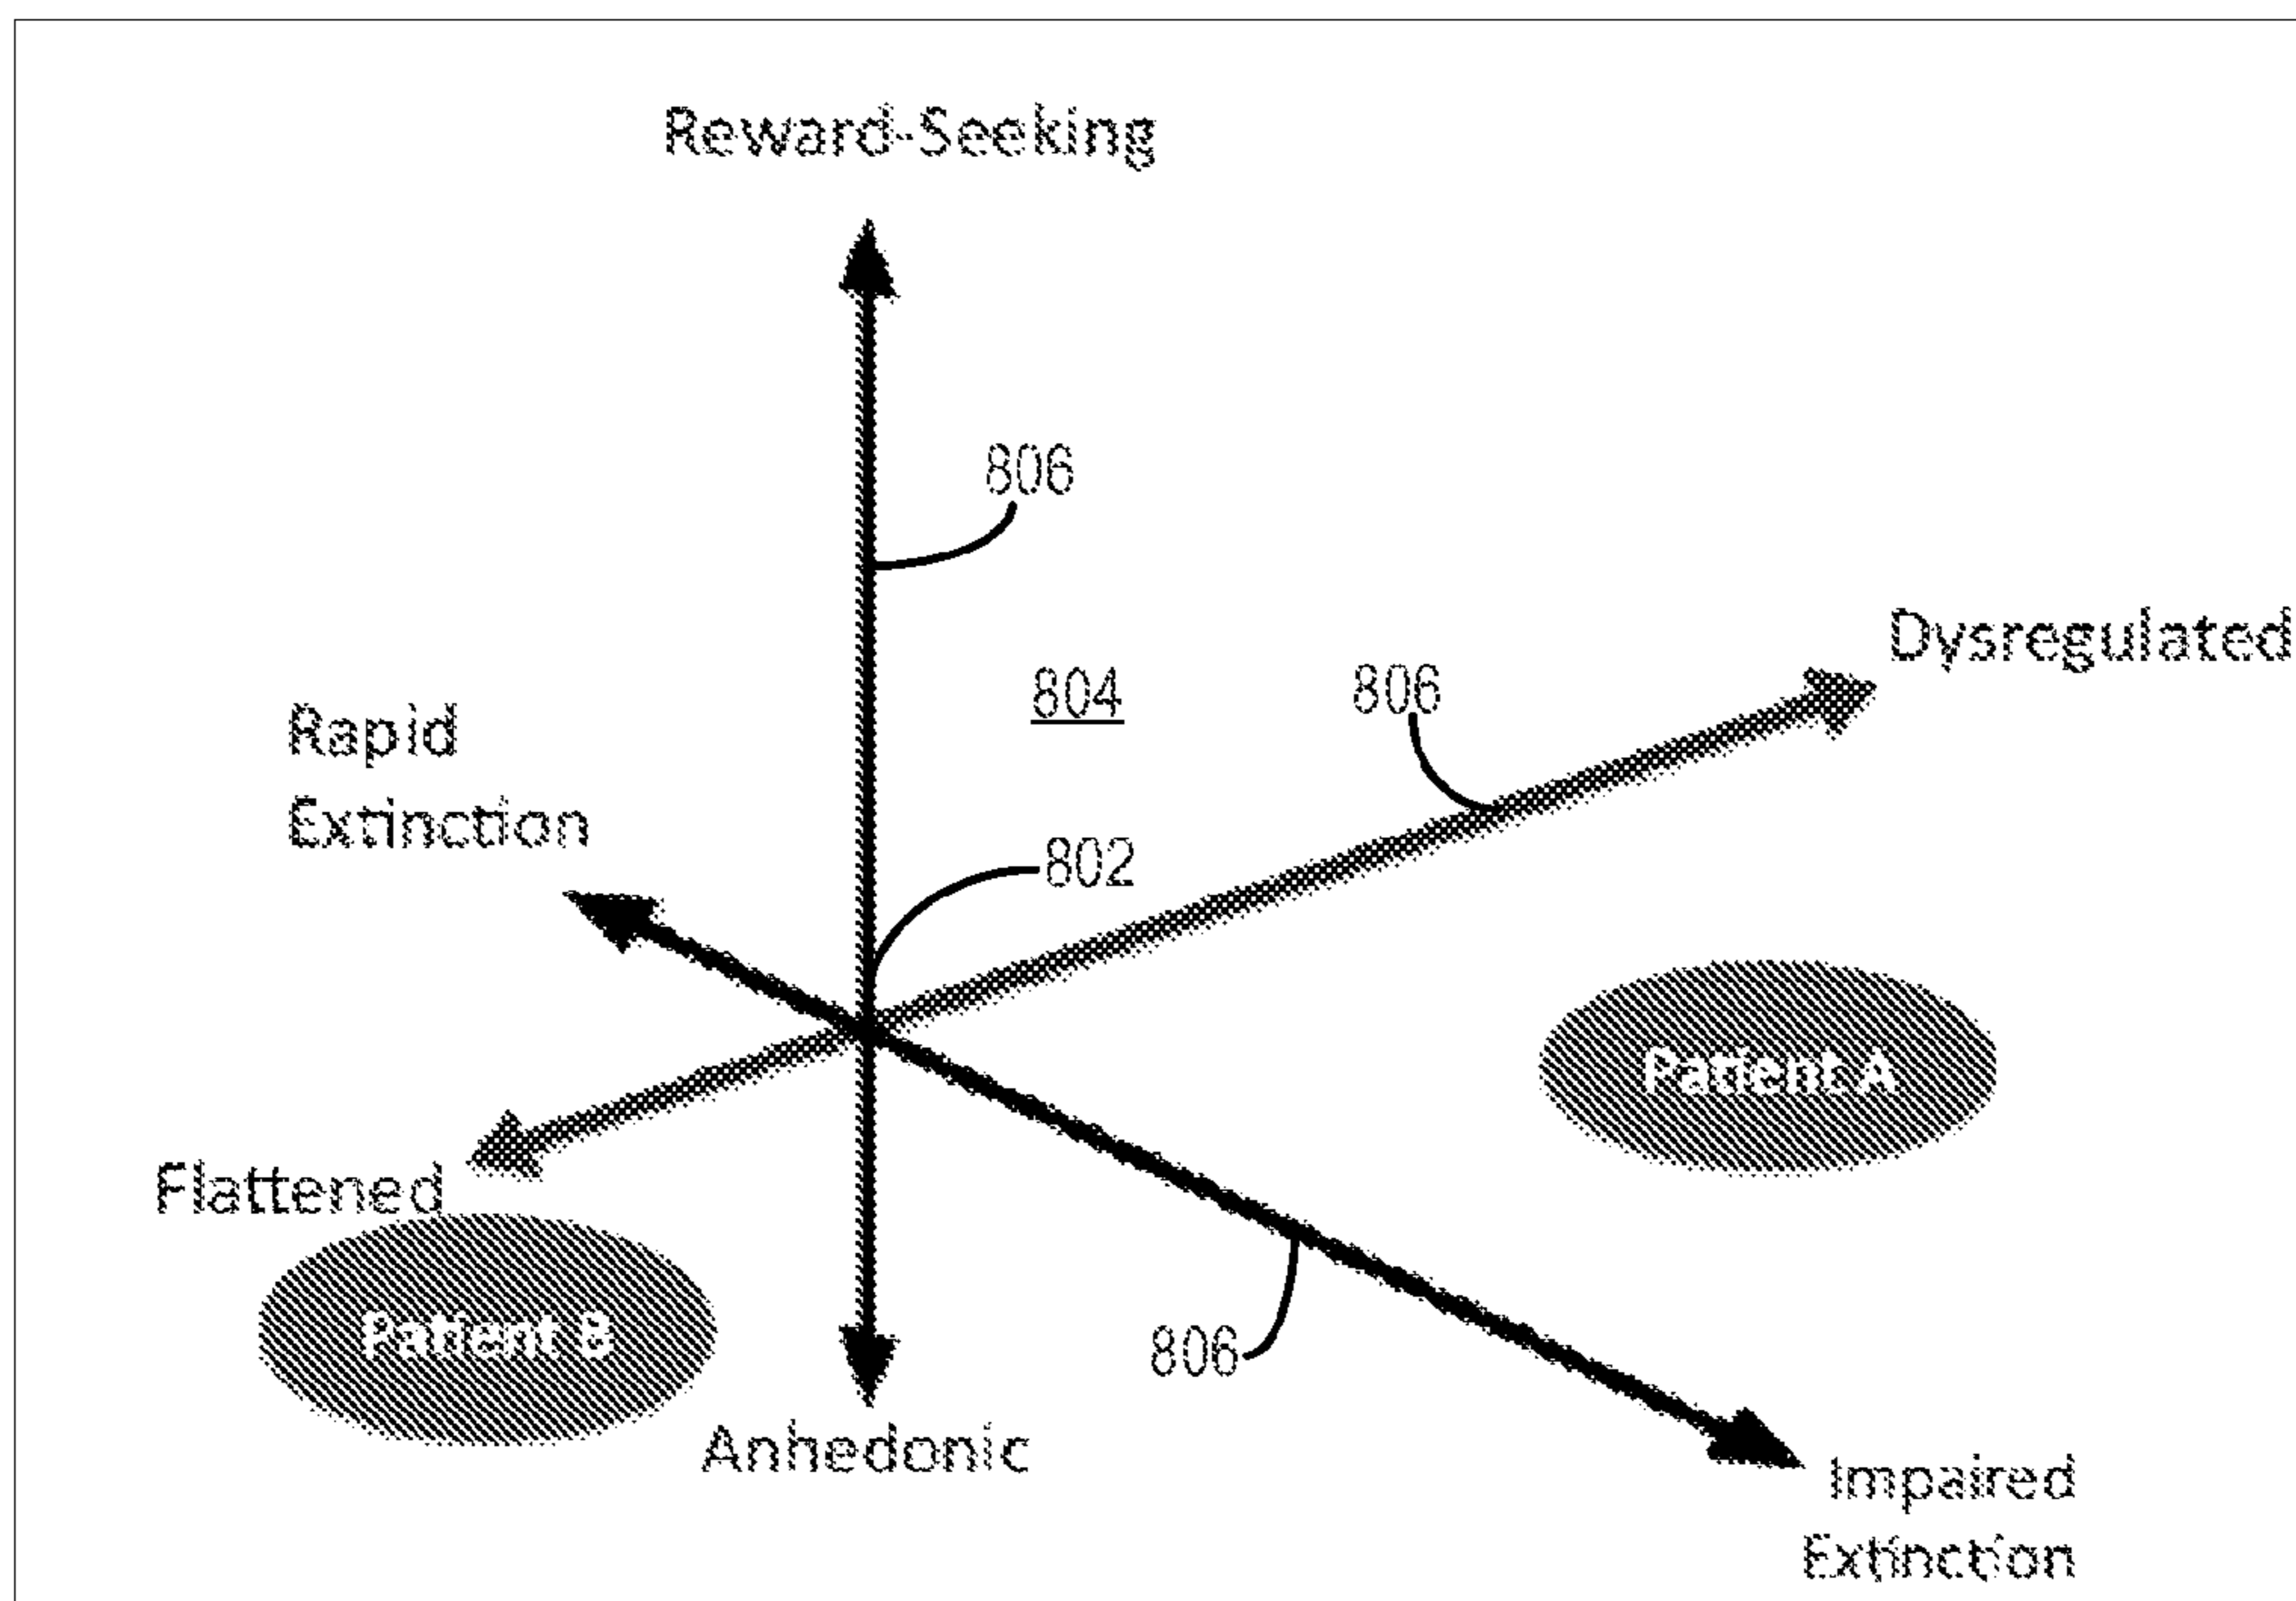 Reward-Seeking
806
Dysregulated
804
806
Rapid
Extinction
802
Patient A
Flattened
Patient B
806
Anhedonic
Impaired
Extinction